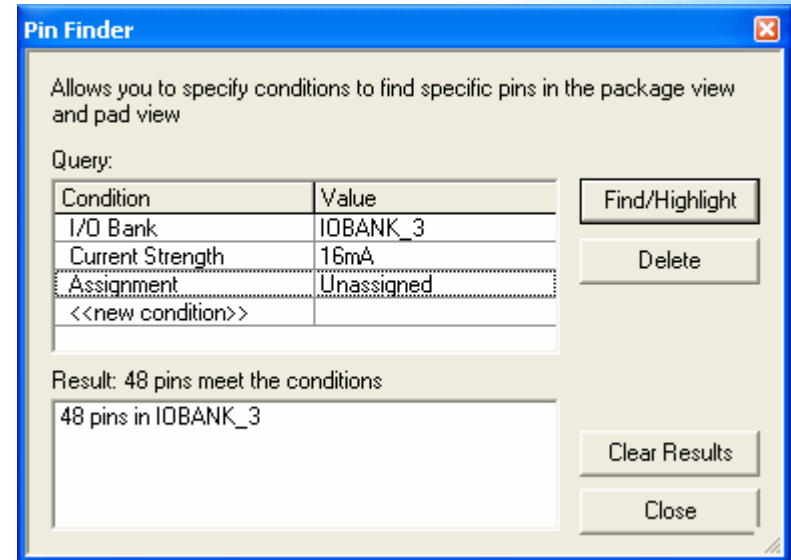 Pin Finder
Allows you to specify conditions to find specific pins in the package view
and pad view
Query:
Condition Value
I/O Bank IOBANK_3
Current Strength 16mA
Assignment Unassigned
<<new condition>>
Find/Highlight
Delete
Result: 48 pins meet the conditions
48 pins in IOBANK_3
Clear Results
Close